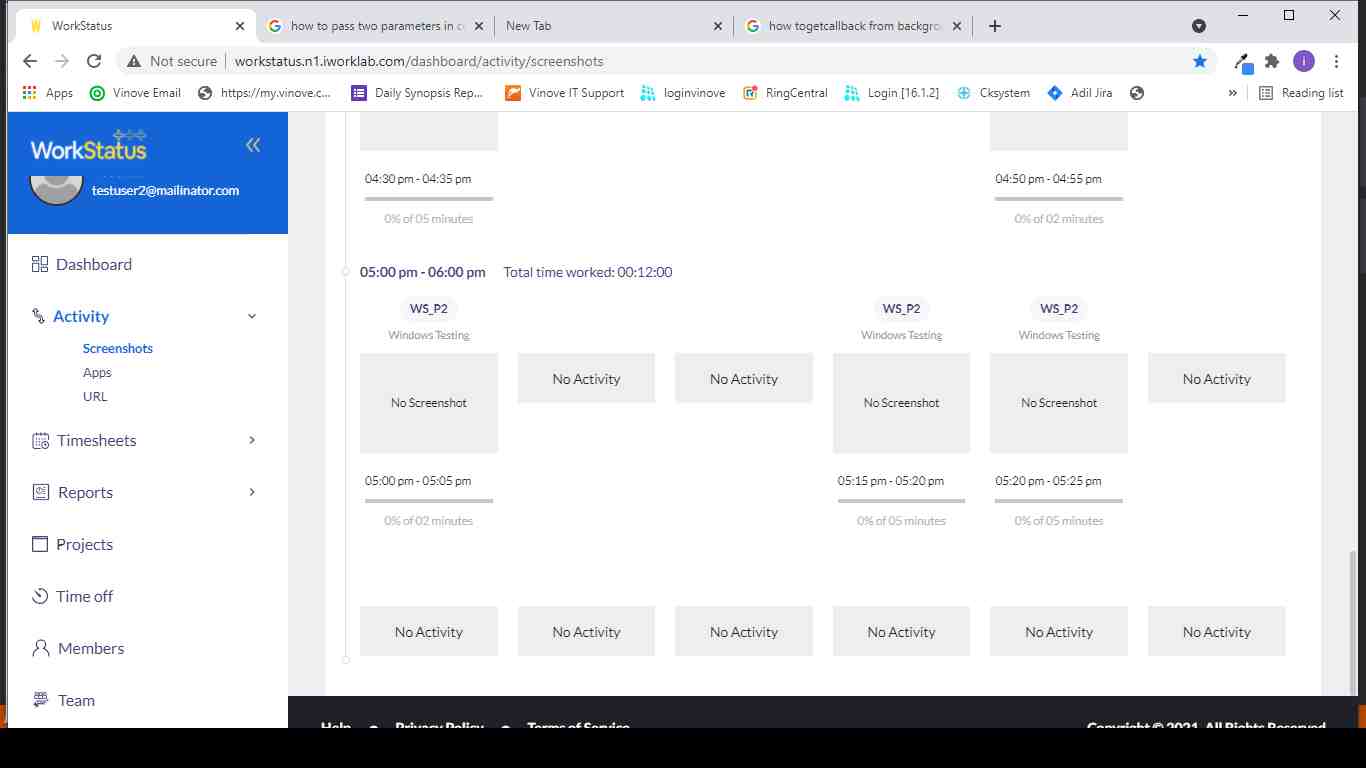 WorkStatus
how to pass two parameters in c
New Tab
how togetcallback from backgro
Not secure
workstatus.n1.iworklab.com/dashboard/activity/screenshots
i
Apps
Vinove Email
https://my.vinove.c...
Daily Synopsis Rep...
Vinove IT Support
loginvinove
RingCentral
Login [16.1.2]
Cksystem
Adil Jira
»
Reading list
WorkStatus
testuser2@mailinator.com
Dashboard
Activity
Screenshots
Apps
URL
Timesheets
Reports
Projects
Time off
Members
Team
04:30 pm - 04:35 pm
04:50 pm - 04:55 pm
0% of 05 minutes
0% of 02 minutes
05:00 pm - 06:00 pm Total time worked: 00:12:00
WS_P2
WS_P2
WS_P2
Windows Testing
Windows Testing
Windows Testing
No Screenshot
No Activity
No Activity
No Screenshot
No Screenshot
No Activity
05:00 pm - 05:05 pm
05:15 pm - 05:20 pm
05:20 pm - 05:25 pm
0% of 02 minutes
0% of 05 minutes
0% of 05 minutes
No Activity
No Activity
No Activity
No Activity
No Activity
No Activity
Help
Privacy Policy
Terms of Service
Copyright © 2021. All Rights Reserved